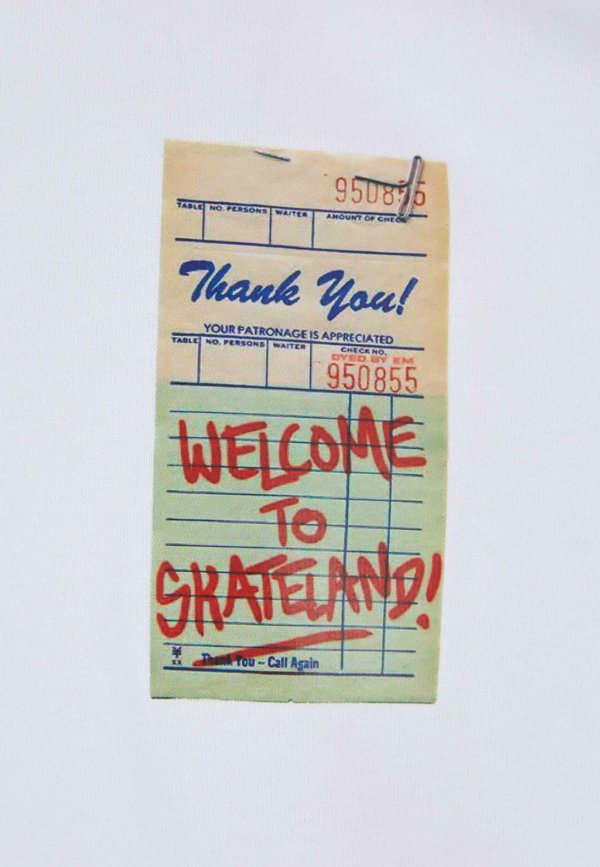 950855
TABLE NO. PERSONS WAITER AMOUNT OF CHECK
Thank You!
YOUR PATRONAGE IS APPRECIATED
TABLE NO. PERSONS WAITER CHECK NO.
DYED BY EM
950855
WELCOME
TO
SKATELAND!
XX Thank You – Call Again